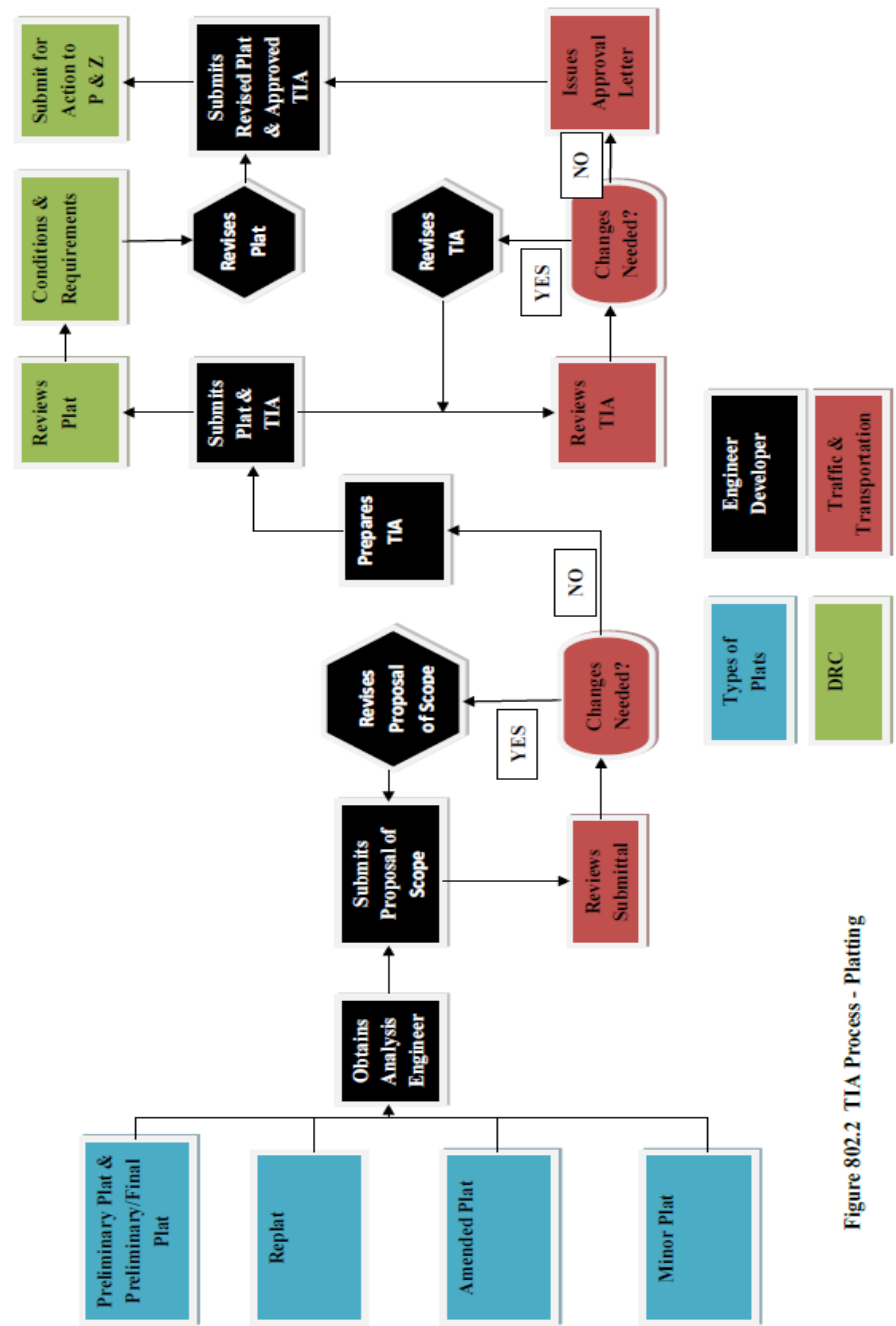 Preliminary Plat &
Preliminary/Final
Plat
Replat
Amended Plat
Minor Plat
Obtains
Analysis
Engineer
Submits
Proposal of
Scope
Revises
Proposal
of Scope
Reviews
Submittal
YES
Changes
Needed?
NO
Prepares
TIA
Submits
Plat &
TIA
Reviews
Plat
Conditions &
Requirements
Revises
Plat
Reviews
TIA
Revises
TIA
YES
Changes
Needed?
NO
Issues
Approval
Letter
Submits
Revised Plat
& Approved
TIA
Submit for
Action to
P & Z
Types of
Plats
Engineer
Developer
DRC
Traffic &
Transportation
Figure 802.2 TIA Process - Platting